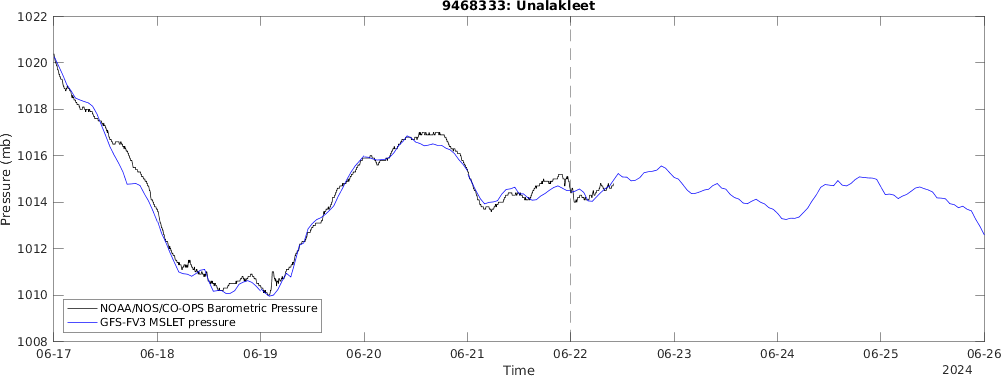 9468333: Unalakleet
1022
1020
1018
1016
1014
1012
1010
1008
Pressure (mb)
NOAA/NOS/CO-OPS Barometric Pressure
GFS-FV3 MSLET pressure
06-17 06-18 06-19 06-20 06-21 06-22 06-23 06-24 06-25 06-26
Time
2024